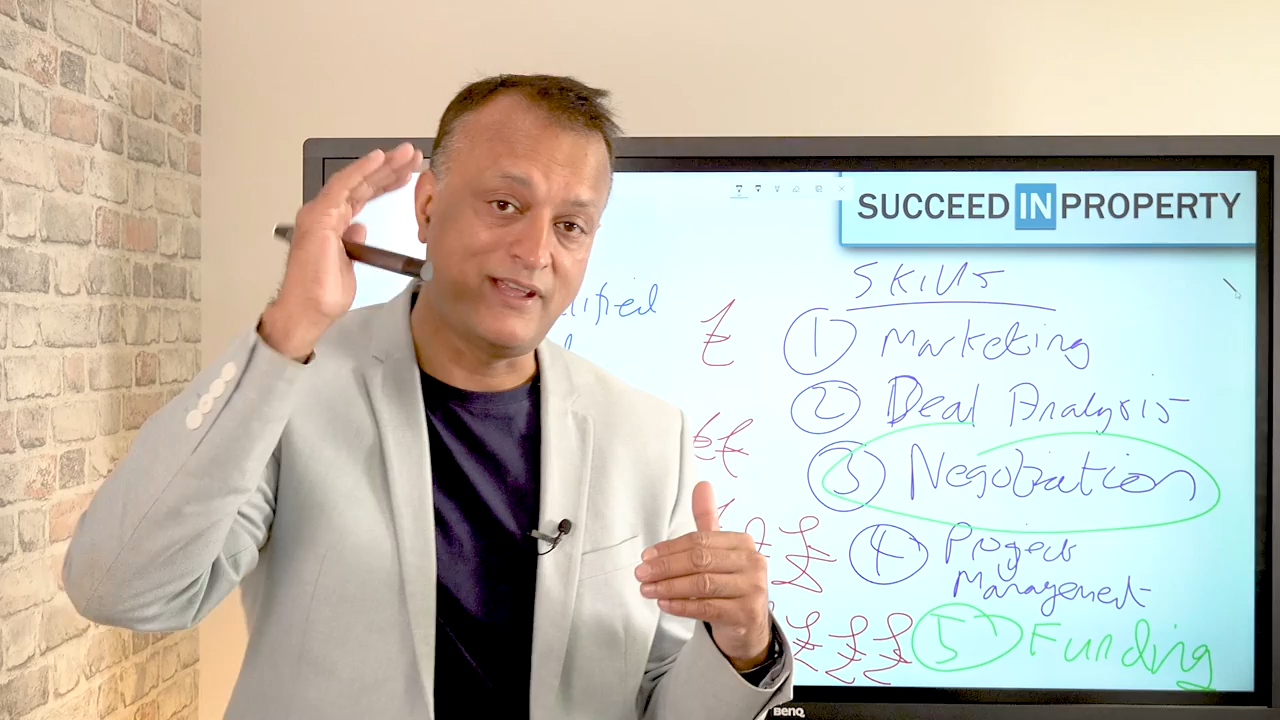 SUCCEED IN PROPERTY
SKills
£ 1 Marketing
2 Deal Analysis
3 Negotiation
££ 4 Project
Management
£££ 5 Funding
BENQ